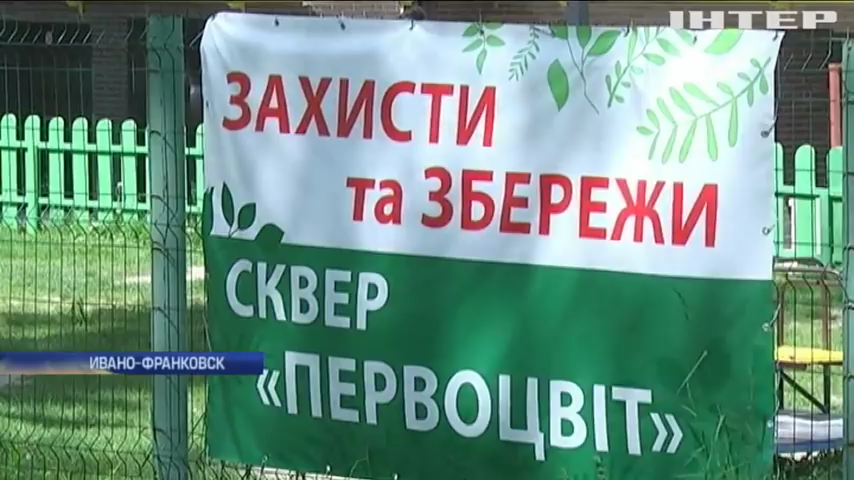 ІНТЕР
ЗАХИСТИ
та ЗБЕРЕЖИ
СКВЕР
«ПЕРВОЦВІТ»
ИВАНО-ФРАНКОВСК